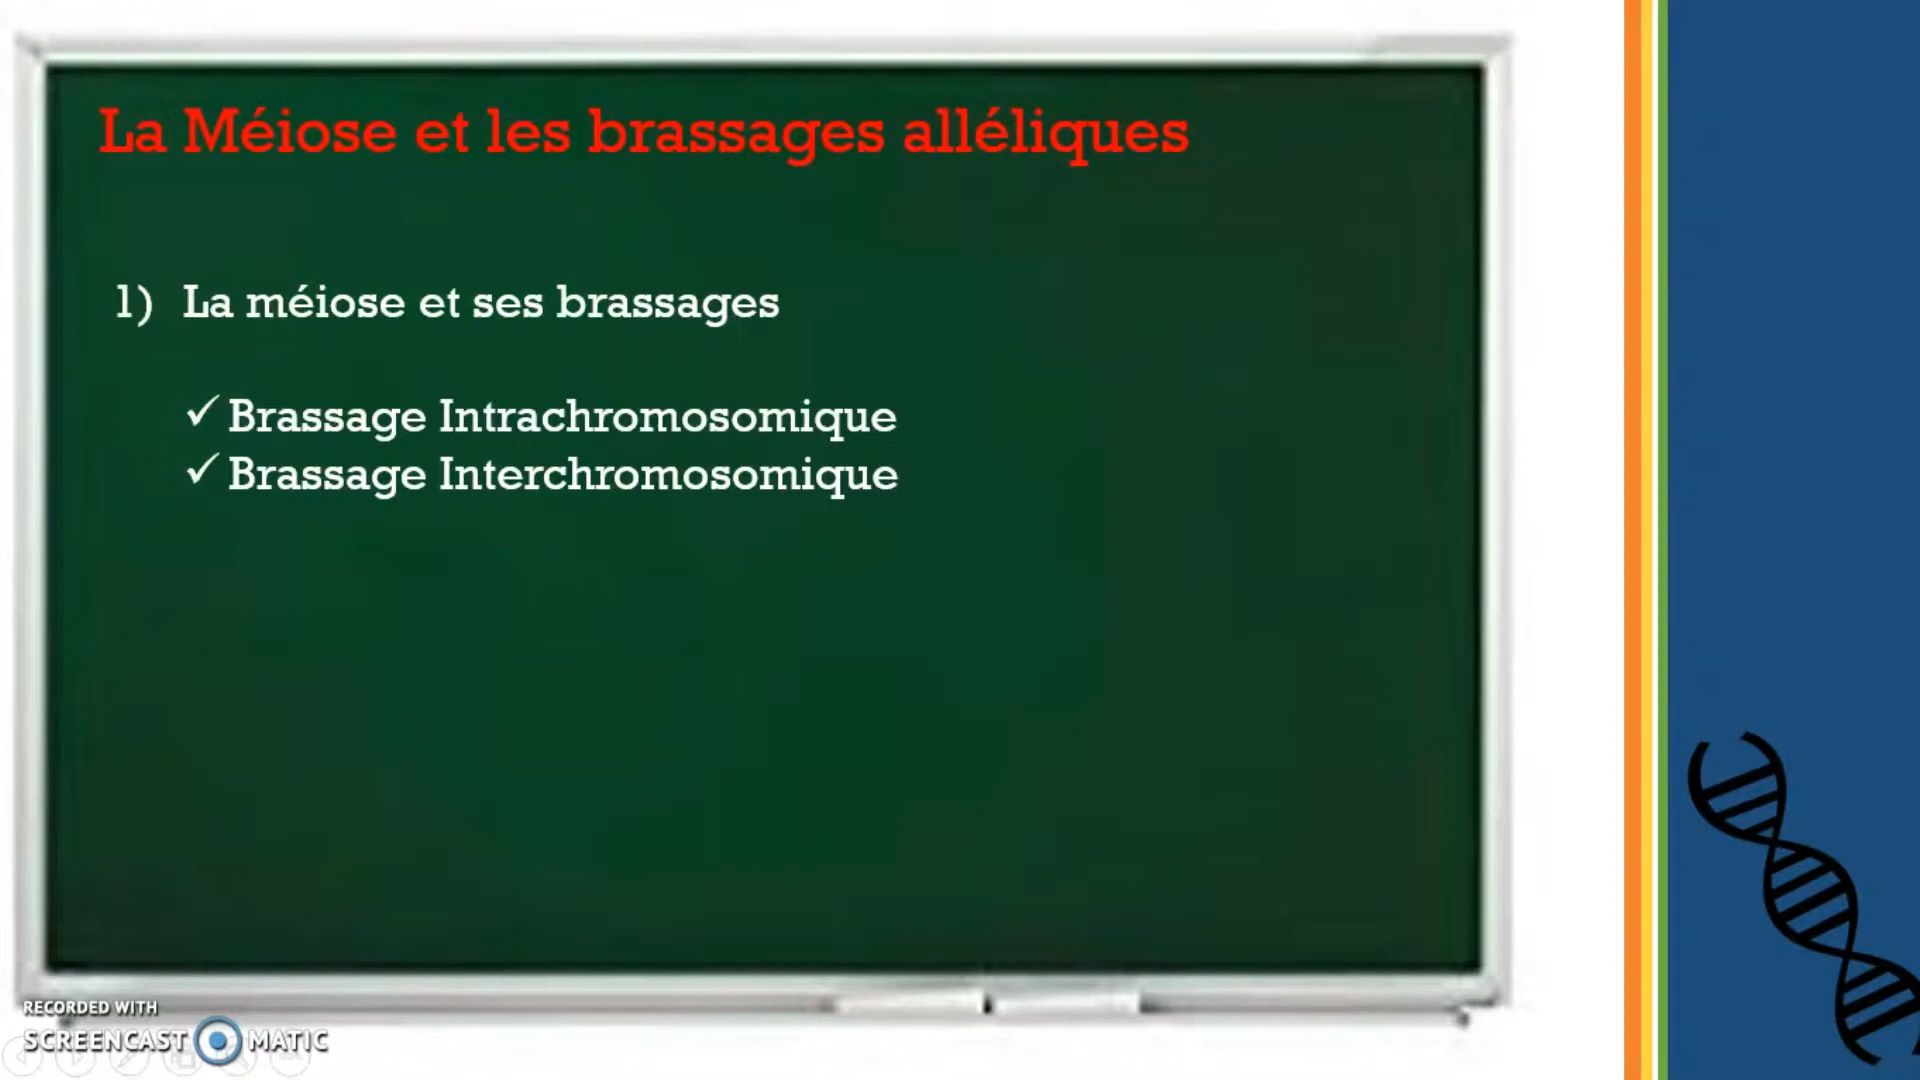 La Méiose et les brassages alléliques
1) La méiose et ses brassages
✓ Brassage Intrachromosomique
✓ Brassage Interchromosomique
RECORDED WITH
SCREENCAST MATIC